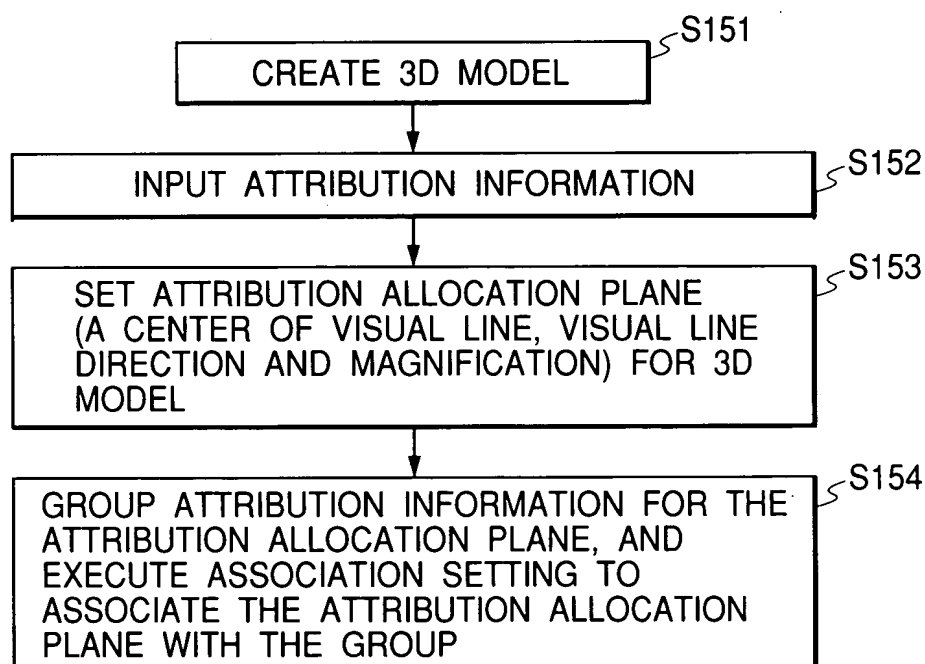 S151
CREATE 3D MODEL
S152
INPUT ATTRIBUTION INFORMATION
S153
SET ATTRIBUTION ALLOCATION PLANE
(A CENTER OF VISUAL LINE, VISUAL LINE
DIRECTION AND MAGNIFICATION) FOR 3D
MODEL
S154
GROUP ATTRIBUTION INFORMATION FOR THE
ATTRIBUTION ALLOCATION PLANE, AND
EXECUTE ASSOCIATION SETTING TO
ASSOCIATE THE ATTRIBUTION ALLOCATION
PLANE WITH THE GROUP